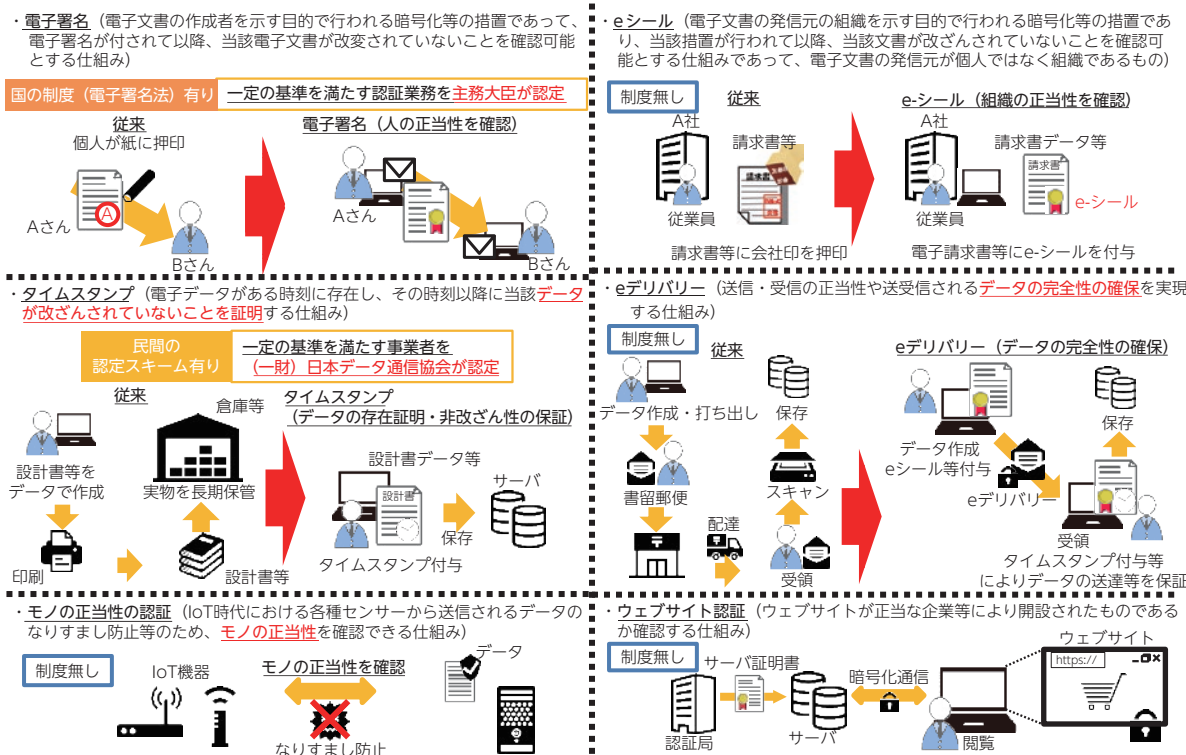 ・電子署名（電子文書の作成者を示す目的で行われる暗号化等の措置であって、
電子署名が付されて以降、当該電子文書が改変されていないことを確認可能
とする仕組み）
国の制度（電子署名法）有り
一定の基準を満たす認証業務を主務大臣が認定
従来
個人が紙に押印
電子署名（人の正当性を確認）
A
Aさん
Bさん
Aさん
Bさん
・eシール（電子文書の発信元の組織を示す目的で行われる暗号化等の措置であ
り、当該措置が行われて以降、当該文書が改ざんされていないことを確認可
能とする仕組みであって、電子文書の発信元が個人ではなく組織であるもの）
制度無し
従来
e-シール（組織の正当性を確認）
A社
請求書等
請求書
従業員
請求書等に会社印を押印
A社
請求書データ等
請求書
e-シール
従業員
電子請求書等にe-シールを付与
・タイムスタンプ（電子データがある時刻に存在し、その時刻以降に当該データ
が改ざんされていないことを証明する仕組み）
民間の
認定スキーム有り
一定の基準を満たす事業者を
（一財）日本データ通信協会が認定
従来
倉庫等
タイムスタンプ
（データの存在証明・非改ざん性の保証）
設計書等を
データで作成
実物を長期保管
印刷
設計書等
設計書データ等
設計書
サーバ
保存
タイムスタンプ付与
・eデリバリー（送信・受信の正当性や送受信されるデータの完全性の確保を実現
する仕組み）
制度無し
従来
eデリバリー（データの完全性の確保）
データ作成・打ち出し
保存
書留郵便
スキャン
配達
受領
データ作成
eシール等付与
保存
eデリバリー
受領
タイムスタンプ付与等
によりデータの送達等を保証
・モノの正当性の認証（IoT時代における各種センサーから送信されるデータの
なりすまし防止等のため、モノの正当性を確認できる仕組み）
制度無し
IoT機器
モノの正当性を確認
データ
なりすまし防止
・ウェブサイト認証（ウェブサイトが正当な企業等により開設されたものである
か確認する仕組み）
制度無し
サーバ証明書
暗号化通信
ウェブサイト
https://
認証局
サーバ
閲覧